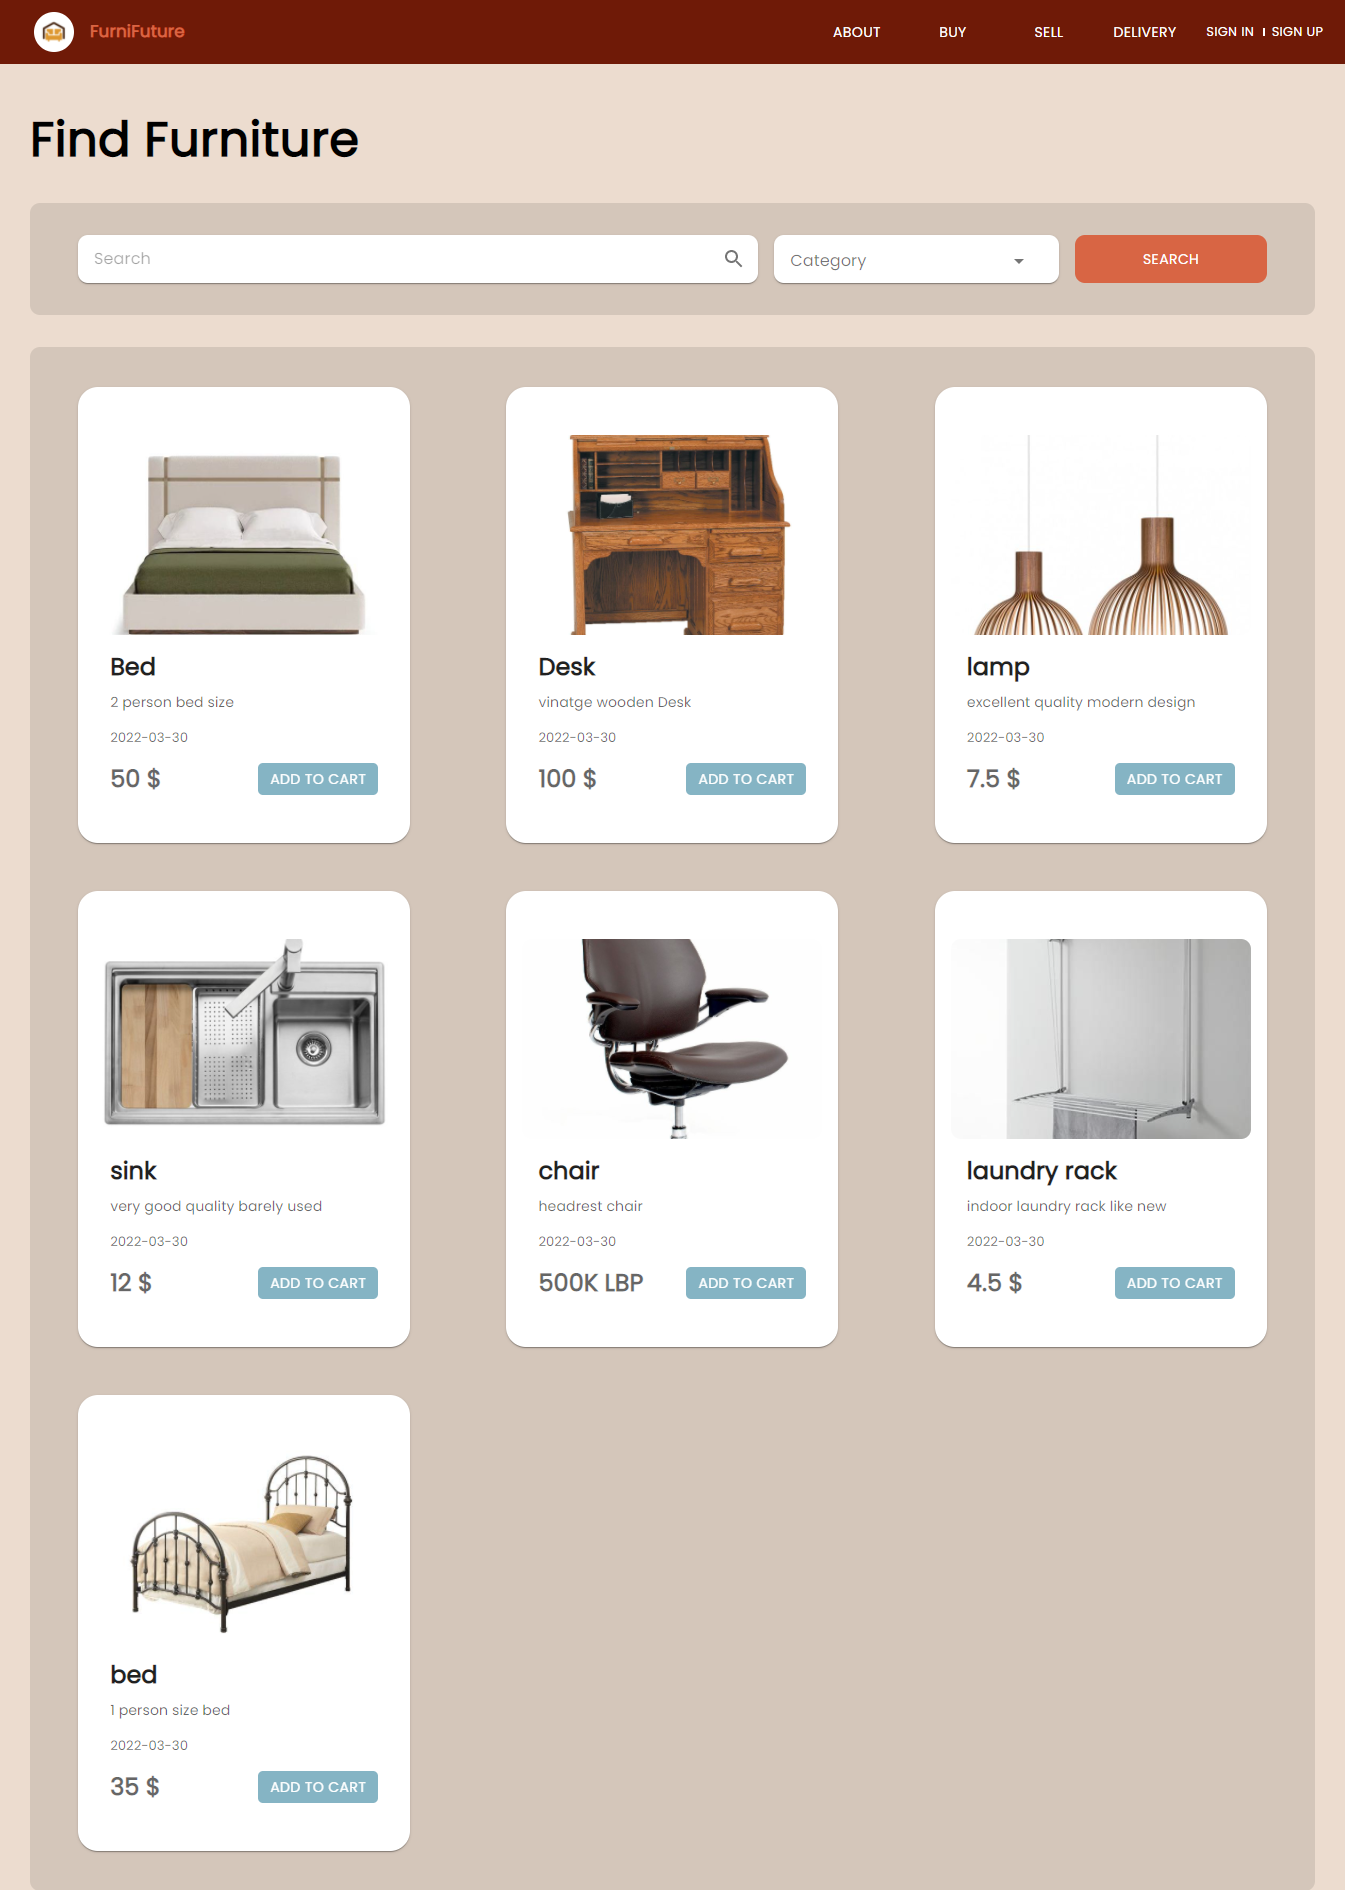 FurniFuture
ABOUT
BUY
SELL
DELIVERY
SIGN IN | SIGN UP
Find Furniture
Search
Category
SEARCH
Bed
2 person bed size
2022-03-30
50 $
ADD TO CART
Desk
vinatge wooden Desk
2022-03-30
100 $
ADD TO CART
lamp
excellent quality modern design
2022-03-30
7.5 $
ADD TO CART
sink
very good quality barely used
2022-03-30
12 $
ADD TO CART
chair
headrest chair
2022-03-30
500K LBP
ADD TO CART
laundry rack
indoor laundry rack like new
2022-03-30
4.5 $
ADD TO CART
bed
1 person size bed
2022-03-30
35 $
ADD TO CART